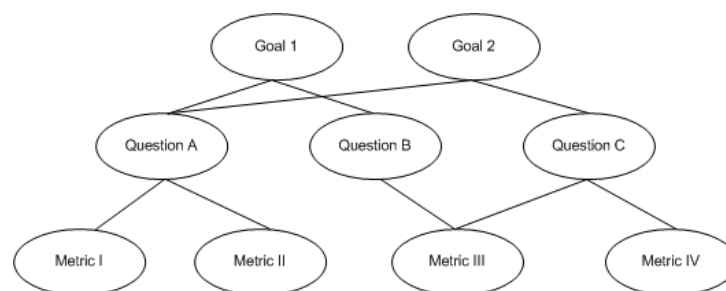 Goal 1
Goal 2
Question A
Question B
Question C
Metric I
Metric II
Metric III
Metric IV